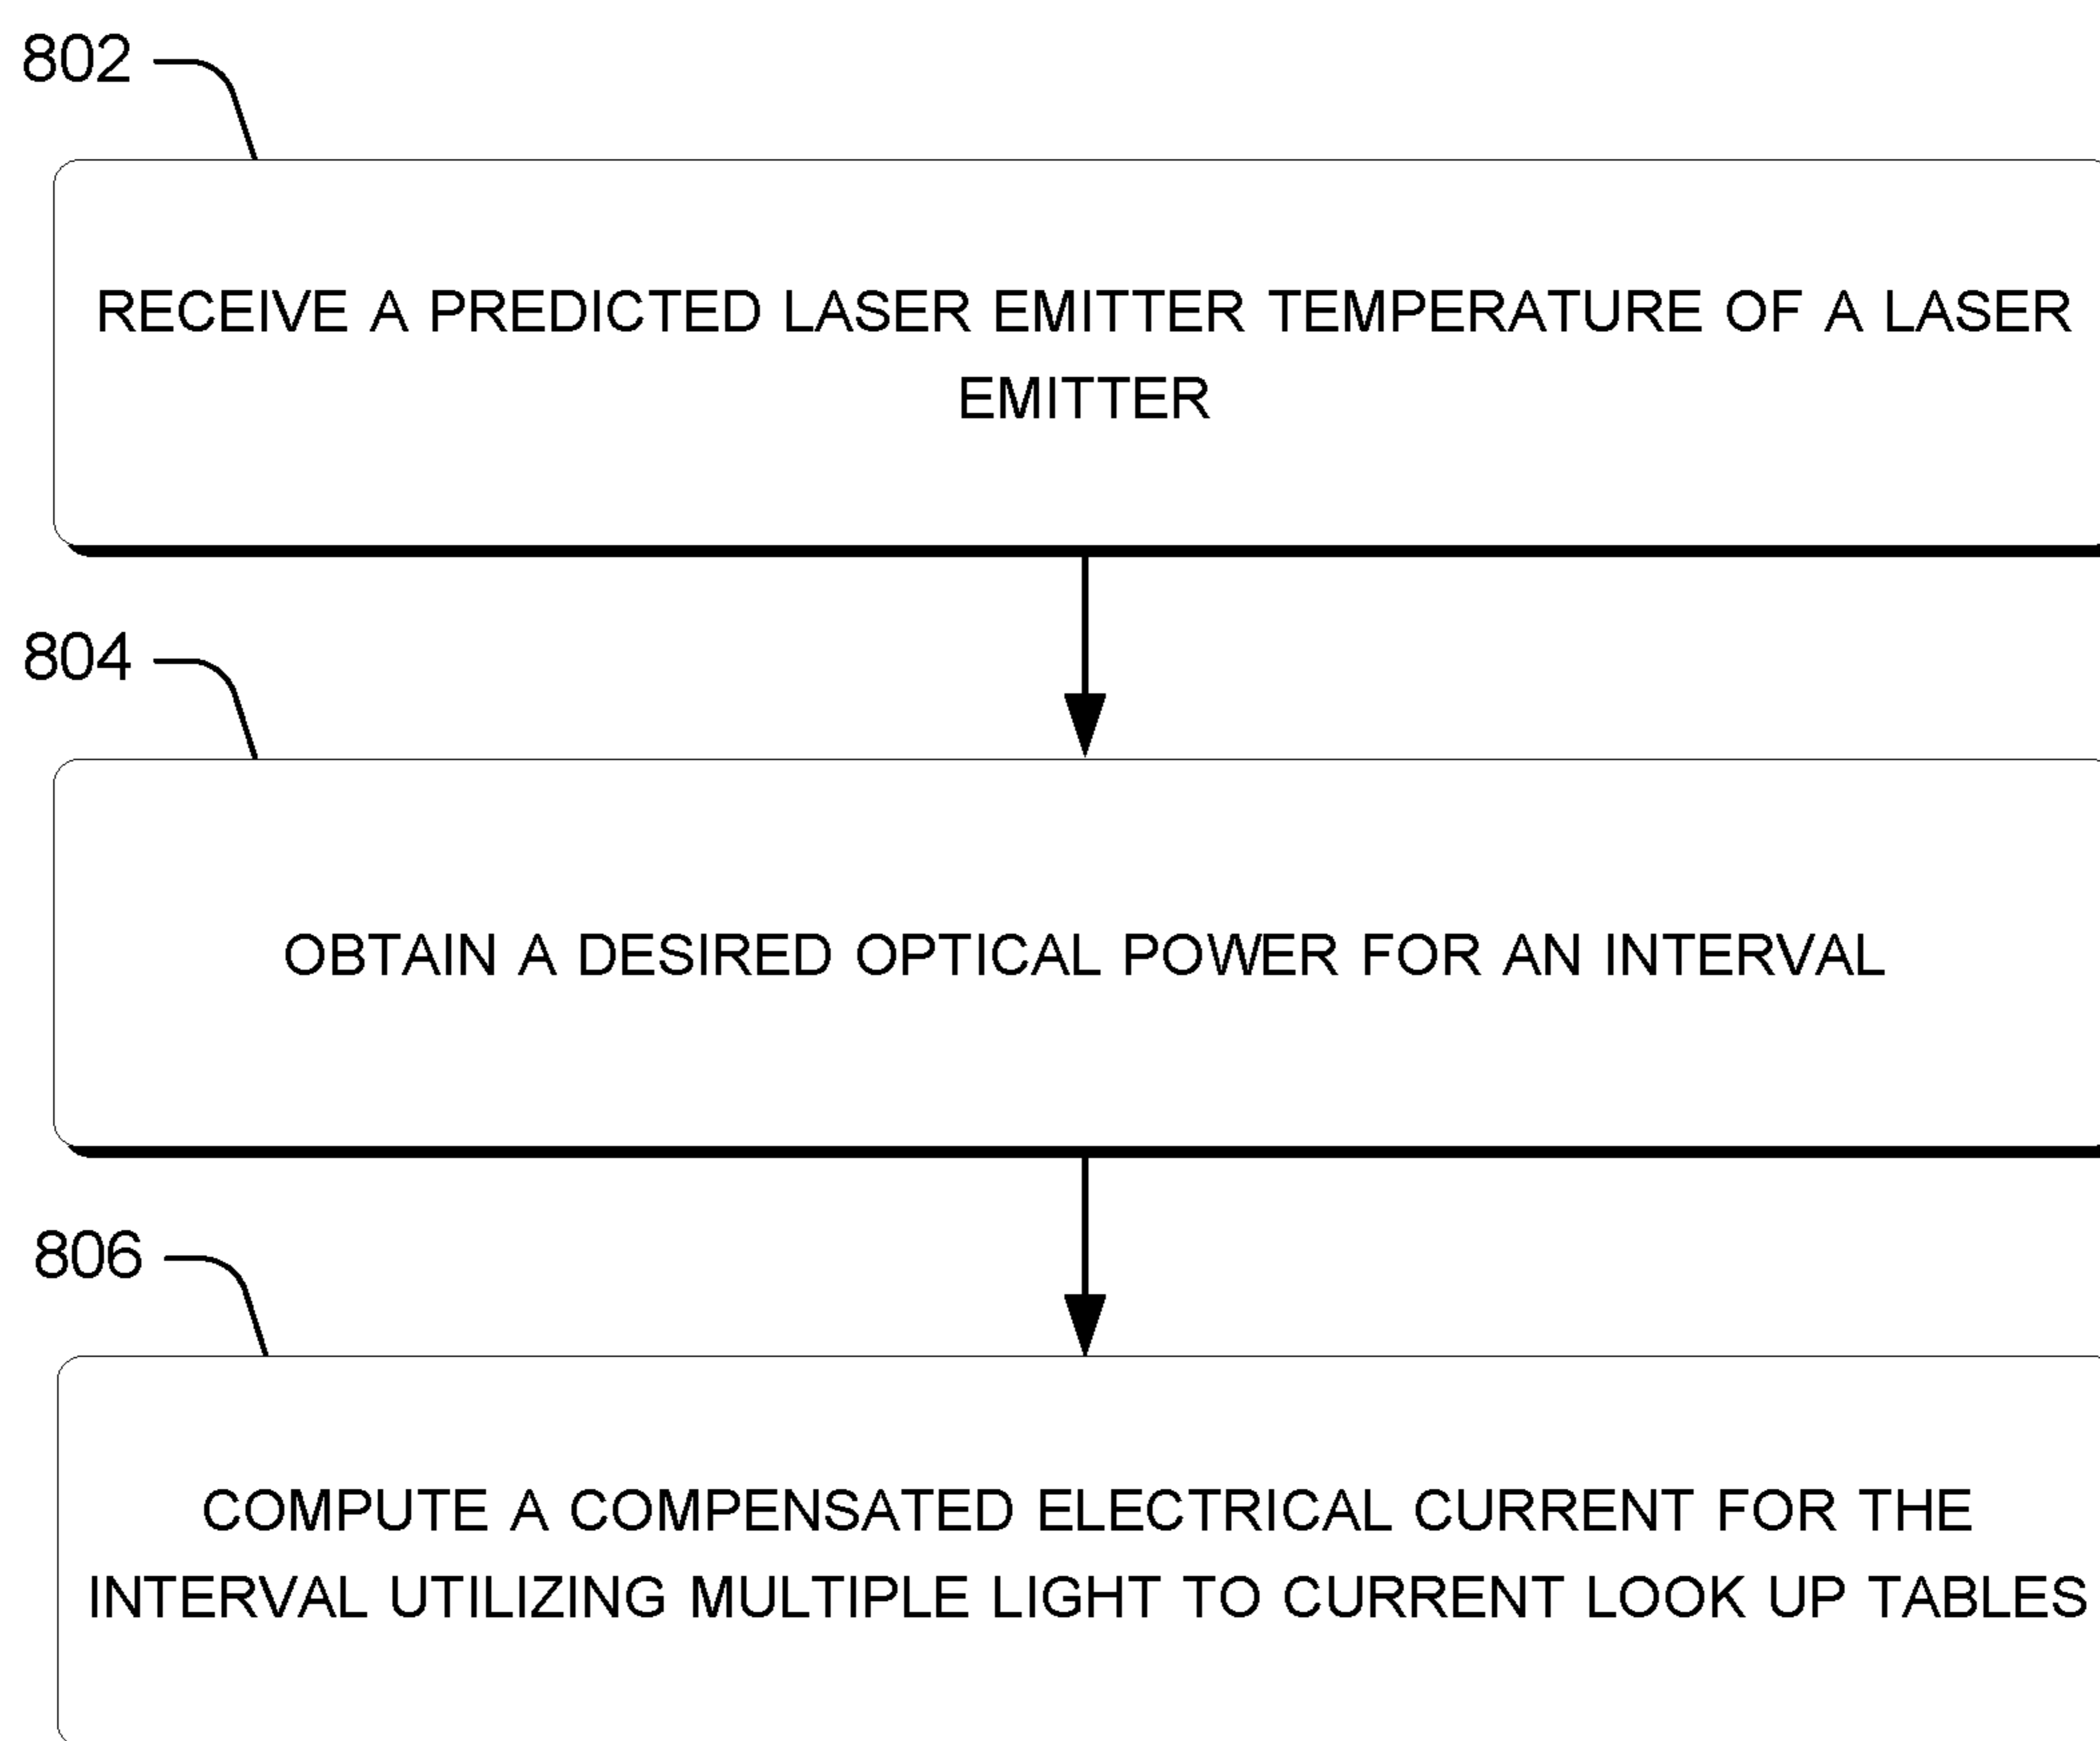 802
RECEIVE A PREDICTED LASER EMITTER TEMPERATURE OF A LASER
EMITTER
804
OBTAIN A DESIRED OPTICAL POWER FOR AN INTERVAL
806
COMPUTE A COMPENSATED ELECTRICAL CURRENT FOR THE
INTERVAL UTILIZING MULTIPLE LIGHT TO CURRENT LOOK UP TABLES